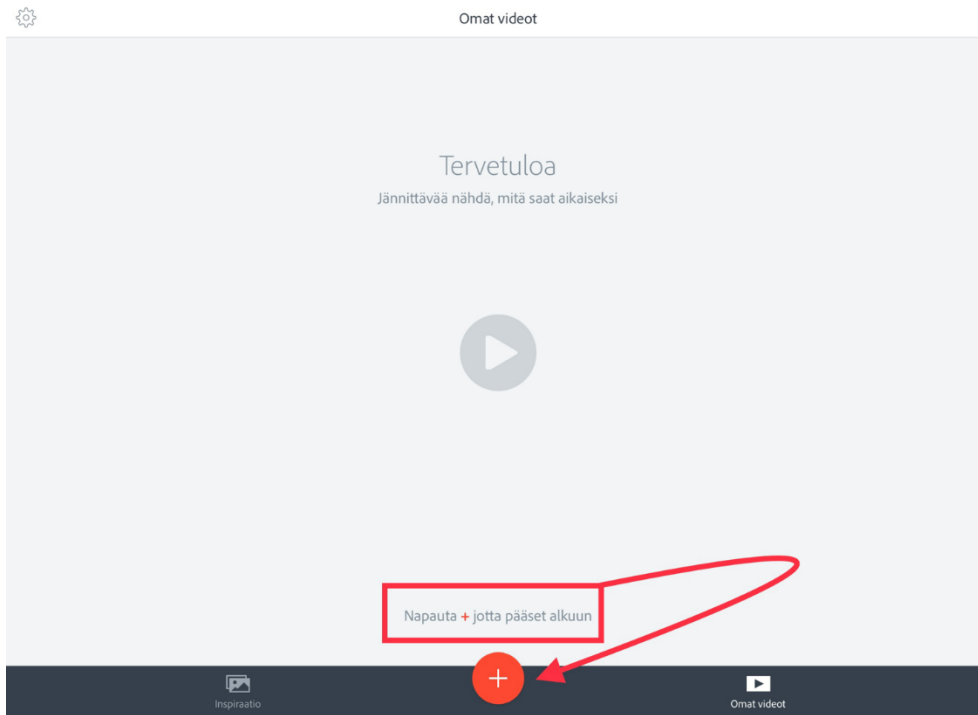 Omat videot
Tervetuloa
Jännittävää nähdä, mitä saat aikaiseksi
Napauta + jotta pääset alkuun
Inspiraatio
+
Omat videot